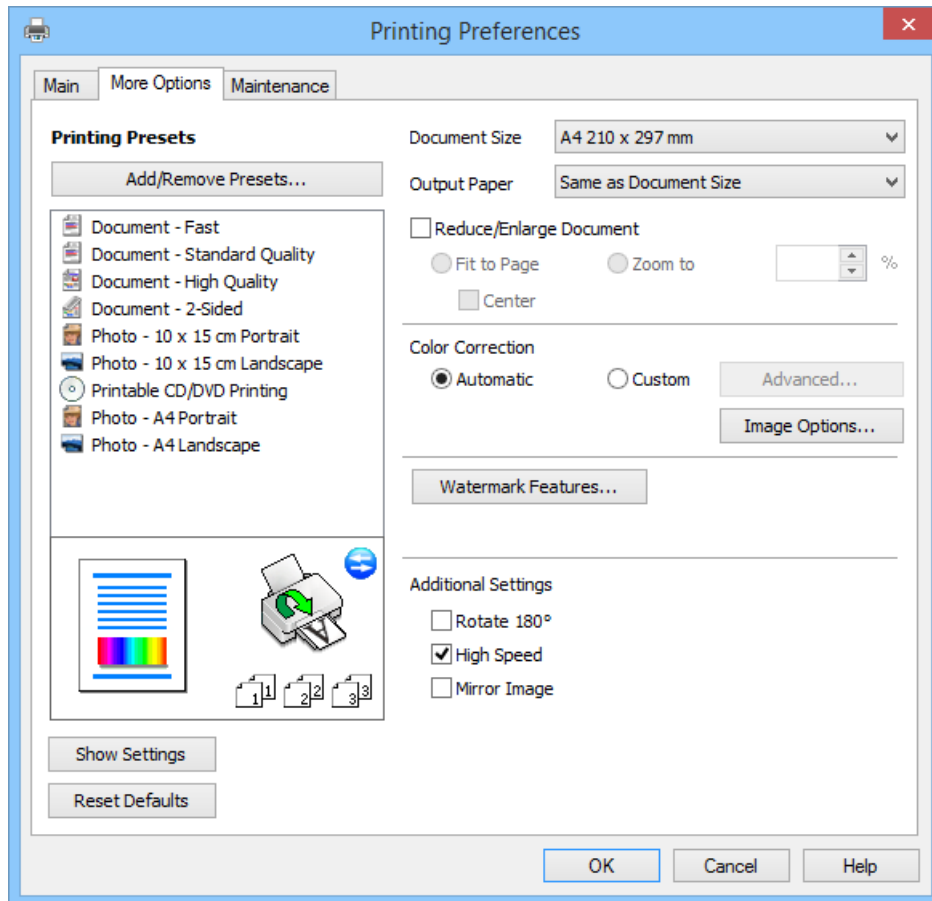 Printing Preferences
Main More Options Maintenance
Printing Presets
Add/Remove Presets...
Document - Fast
Document - Standard Quality
Document - High Quality
Document - 2-Sided
Photo - 10 x 15 cm Portrait
Photo - 10 x 15 cm Landscape
Printable CD/DVD Printing
Photo - A4 Portrait
Photo - A4 Landscape
A
1 1 2 2 3 3
Show Settings
Reset Defaults
Document Size A4 210 x 297 mm
Output Paper Same as Document Size
Reduce/Enlarge Document
Fit to Page Zoom to %
Center
Color Correction
Automatic Custom Advanced...
Image Options...
Watermark Features...
Additional Settings
Rotate 180°
High Speed
Mirror Image
OK Cancel Help